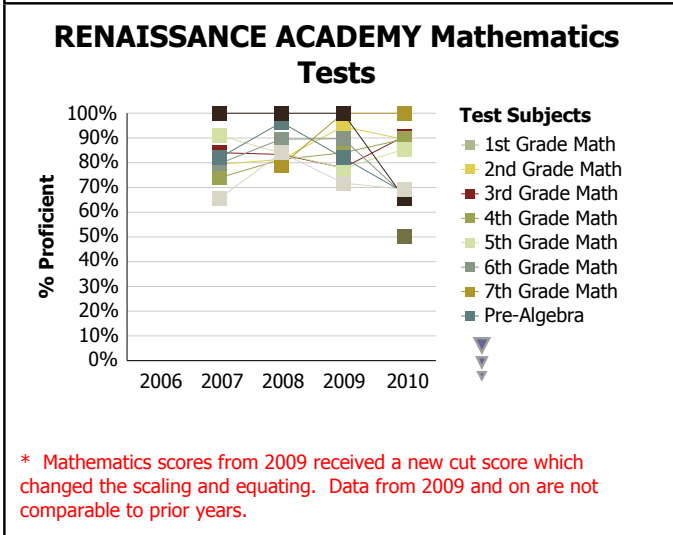 RENAISSANCE ACADEMY Mathematics
Tests
100%
90%
80%
70%
60%
50%
40%
30%
20%
10%
0%
% Proficient
2006 2007 2008 2009 2010
Test Subjects
1st Grade Math
2nd Grade Math
3rd Grade Math
4th Grade Math
5th Grade Math
6th Grade Math
7th Grade Math
Pre-Algebra
* Mathematics scores from 2009 received a new cut score which
changed the scaling and equating. Data from 2009 and on are not
comparable to prior years.